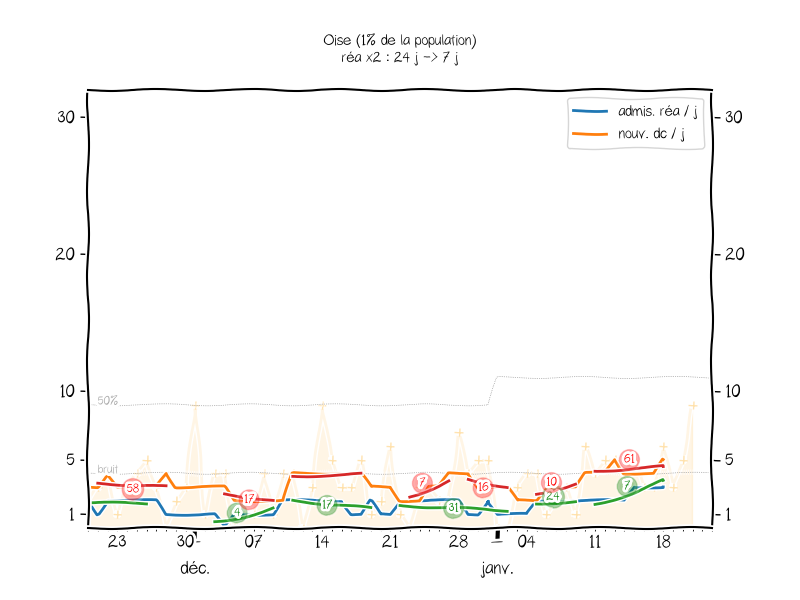 Oise (1% de la population)
réa x2 : 24 j -> 7 j
admis. réa / j
nouv. dc / j
30 30
20 20
10 10
50%
5 5
bruit
61
7 16 10
58 17 24 7
4 17 31
1 1
23 30 07 14 21 28 04 11 18
déc. janv.